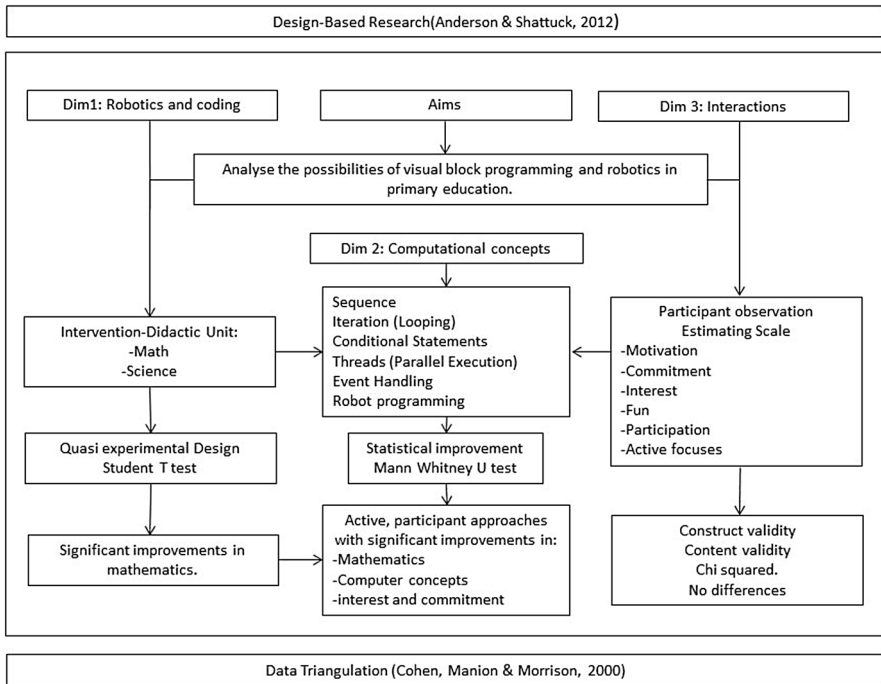 Design-Based Research(Anderson & Shattuck, 2012)
Dim1: Robotics and coding
Aims
Dim 3: Interactions
Analyse the possibilities of visual block programming and robotics in
primary education.
Dim 2: Computational concepts
Sequence
Iteration (Looping)
Conditional Statements
Threads (Parallel Execution)
Event Handling
Robot programming
Intervention-Didactic Unit:
-Math
-Science
Participant observation
Estimating Scale
-Motivation
-Commitment
-Interest
-Fun
-Participation
-Active focuses
Quasi experimental Design
Student T test
Statistical improvement
Mann Whitney U test
Significant improvements in
mathematics.
Active, participant approaches
with significant improvements in:
-Mathematics
-Computer concepts
-interest and commitment
Construct validity
Content validity
Chi squared.
No differences
Data Triangulation (Cohen, Manion & Morrison, 2000)